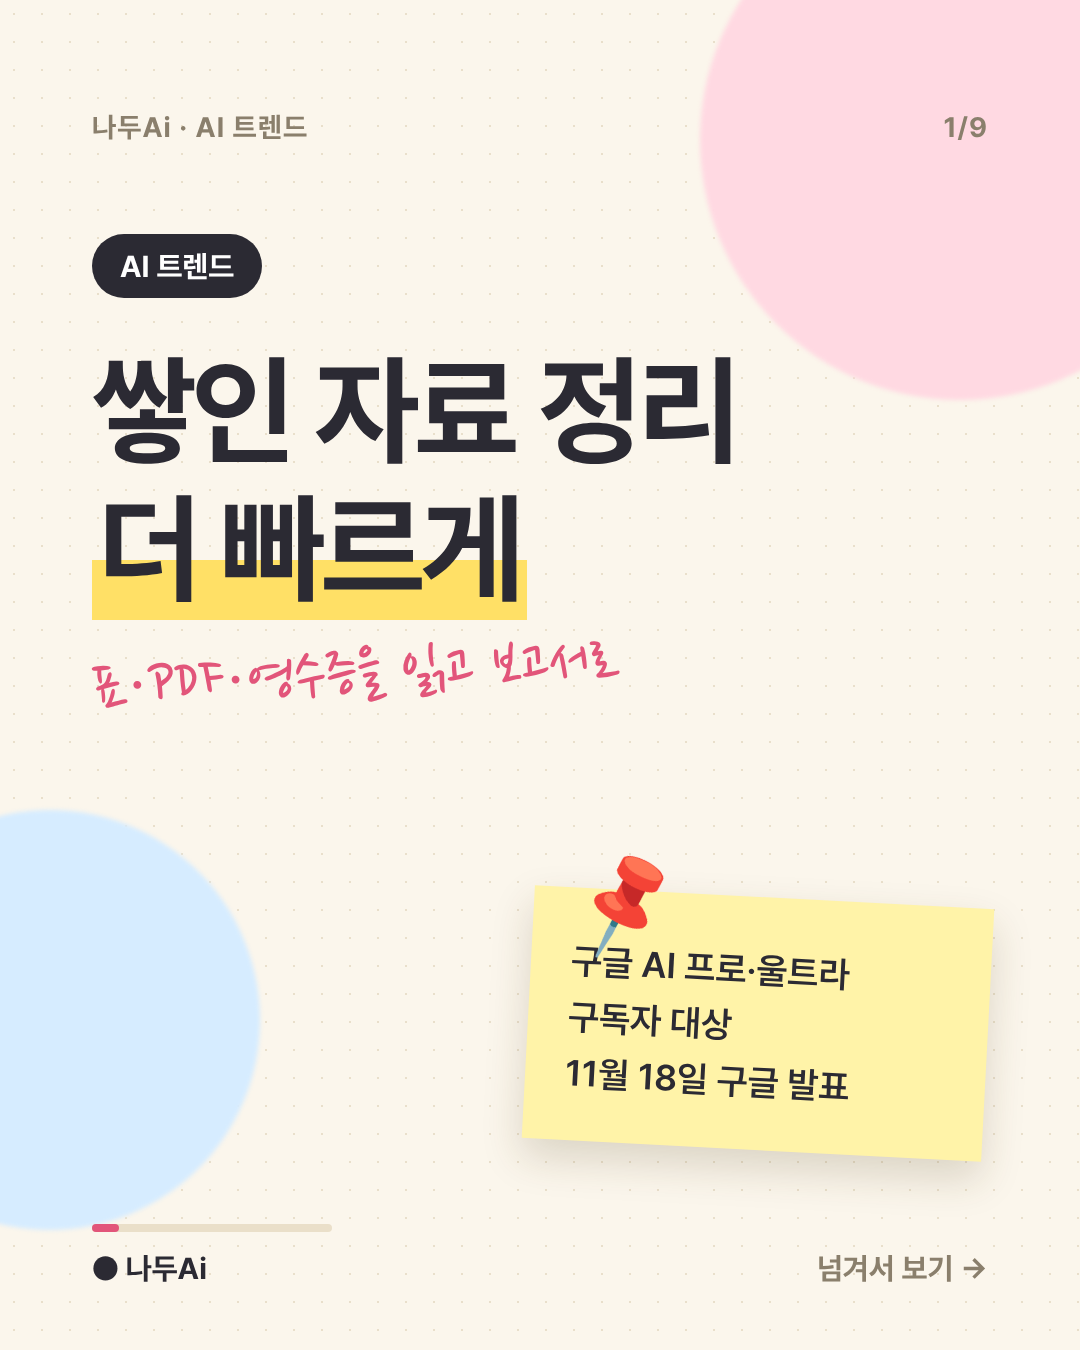 나두Ai · AI 트렌드
1/9
AI 트렌드
쌓인 자료 정리
더 빠르게
표·PDF·영수증을 읽고 보고서로
구글 AI 프로·울트라
구독자 대상
11월 18일 구글 발표
나두Ai
넘겨서 보기 →